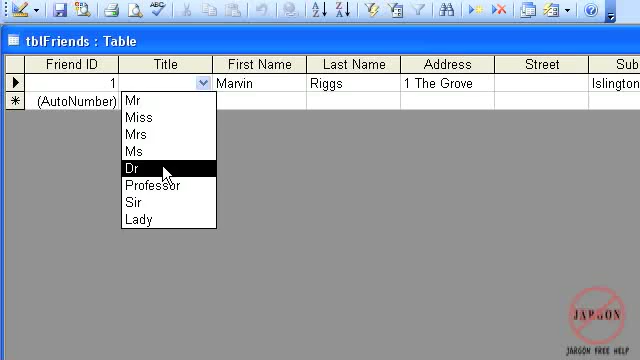 tblFriends : Table
Friend ID Title First Name Last Name Address Street Sub
1 Marvin Riggs 1 The Grove Islington
(AutoNumber)
Mr
Miss
Mrs
Ms
Dr
Professor
Sir
Lady
JARGON
JARGON FREE HELP